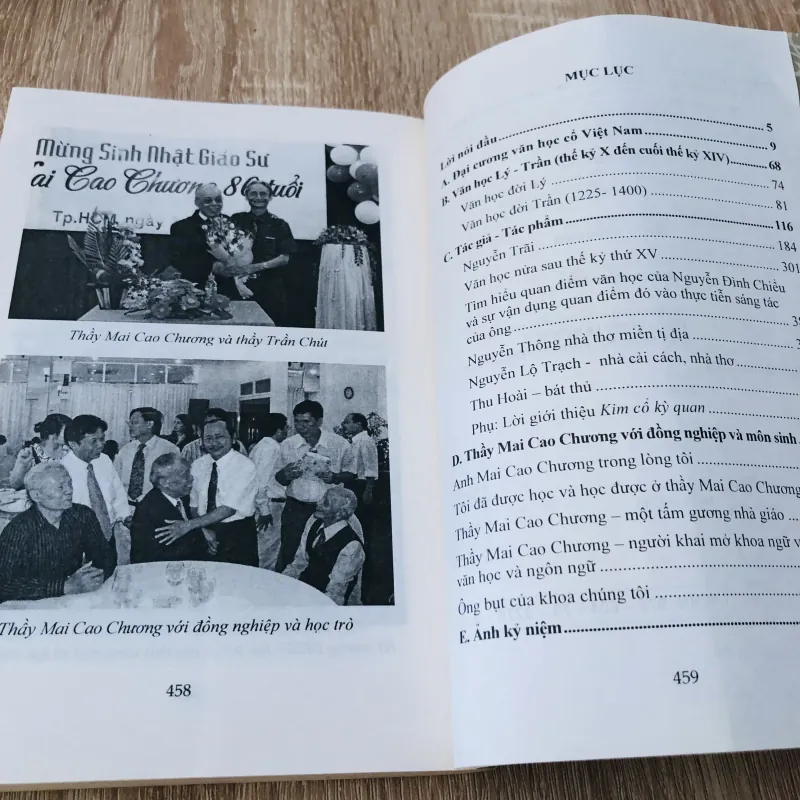 Mừng Sinh Nhật Giáo Sư
Mai Cao Chương 80 tuổi
Tp.HCM, ngày
Thầy Mai Cao Chương và thầy Trần Chút
Thầy Mai Cao Chương với đồng nghiệp và học trò
458
MỤC LỤC
Lời nói đầu 5
A. Đại cương văn học cổ Việt Nam 9
B. Văn học Lý - Trần (thế kỷ X đến cuối thế kỷ XIV) 68
Văn học đời Lý 74
Văn học đời Trần (1225- 1400) 81
C. Tác gia - Tác phẩm 116
Nguyễn Trãi 184
Văn học nửa sau thế kỷ thứ XV 301
Tìm hiểu quan điểm văn học của Nguyễn Đình Chiểu
và sự vận dụng quan điểm đó vào thực tiễn sáng tác
của ông
Nguyễn Thông nhà thơ miền tị địa
Nguyễn Lộ Trạch - nhà cải cách, nhà thơ
Thu Hoài – bát thủ
Phụ: Lời giới thiệu Kim cổ kỳ quan
D. Thầy Mai Cao Chương với đồng nghiệp và môn sinh
Anh Mai Cao Chương trong lòng tôi
Tôi đã được học và học được ở thầy Mai Cao Chương
Thầy Mai Cao Chương – một tấm gương nhà giáo
Thầy Mai Cao Chương – người khai mở khoa ngữ v
văn học và ngôn ngữ
Ông bụt của khoa chúng tôi
E. Ảnh kỷ niệm
459